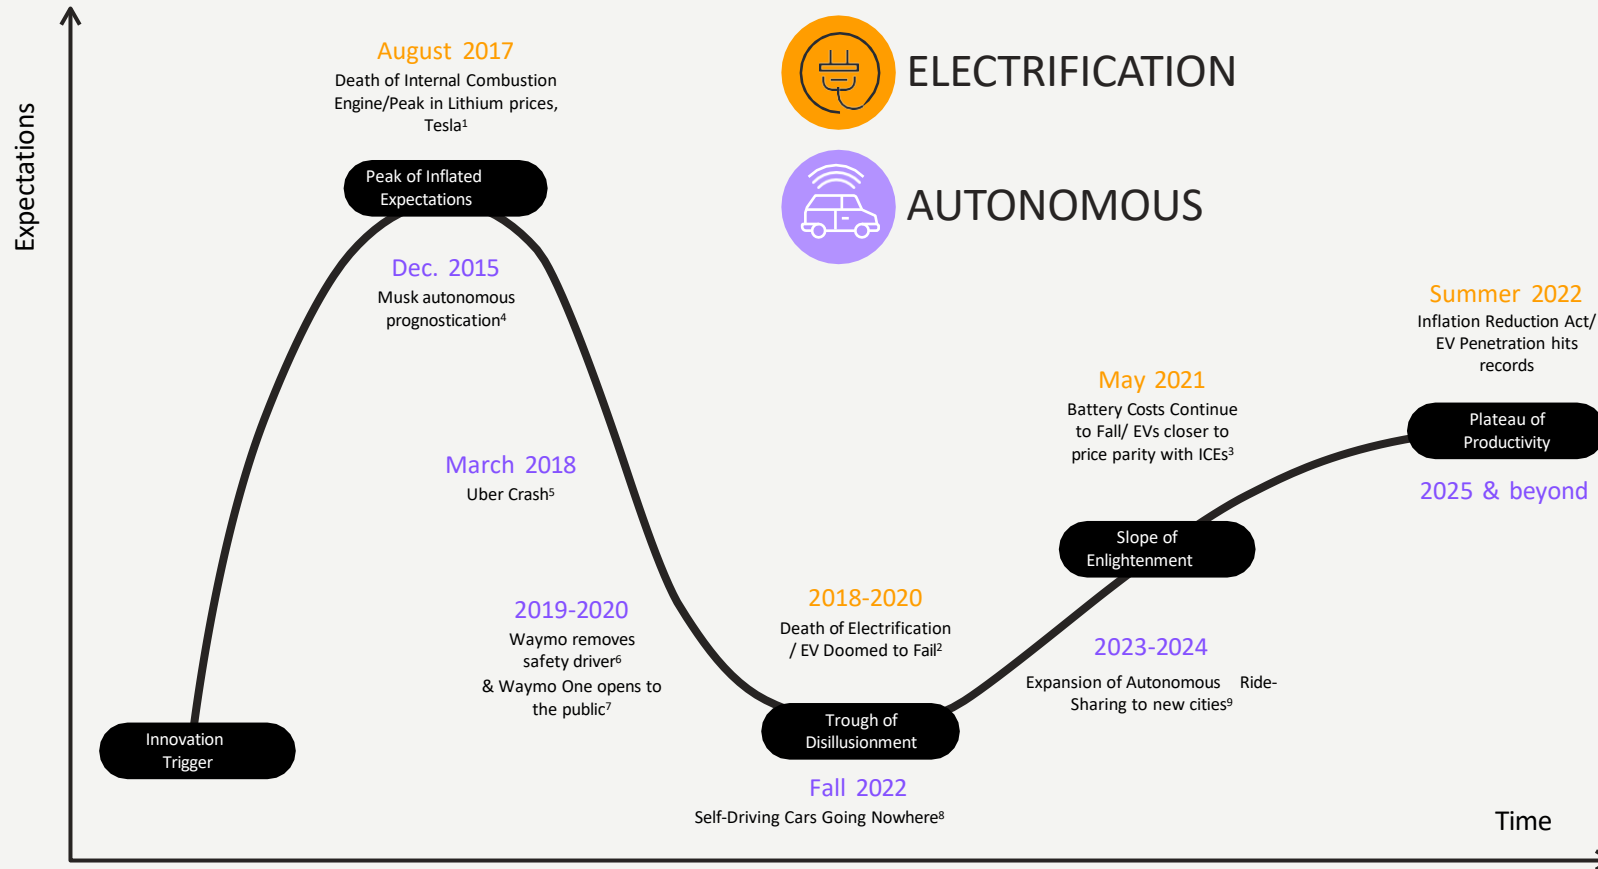 Expectations
August 2017
Death of Internal Combustion
Engine/Peak in Lithium prices,
Tesla¹
Peak of Inflated
Expectations
Dec. 2015
Musk autonomous
prognostication⁴
ELECTRIFICATION
AUTONOMOUS
March 2018
Uber Crash⁵
2019-2020
Waymo removes
safety driver⁶
& Waymo One opens to
the public⁷
Innovation
Trigger
2018-2020
Death of Electrification
/ EV Doomed to Fail²
Trough of
Disillusionment
Fall 2022
Self-Driving Cars Going Nowhere⁸
May 2021
Battery Costs Continue
to Fall/ EVs closer to
price parity with ICEs³
Slope of
Enlightenment
2023-2024
Expansion of Autonomous Ride-
Sharing to new cities⁹
Summer 2022
Inflation Reduction Act/
EV Penetration hits
records
Plateau of
Productivity
2025 & beyond
Time